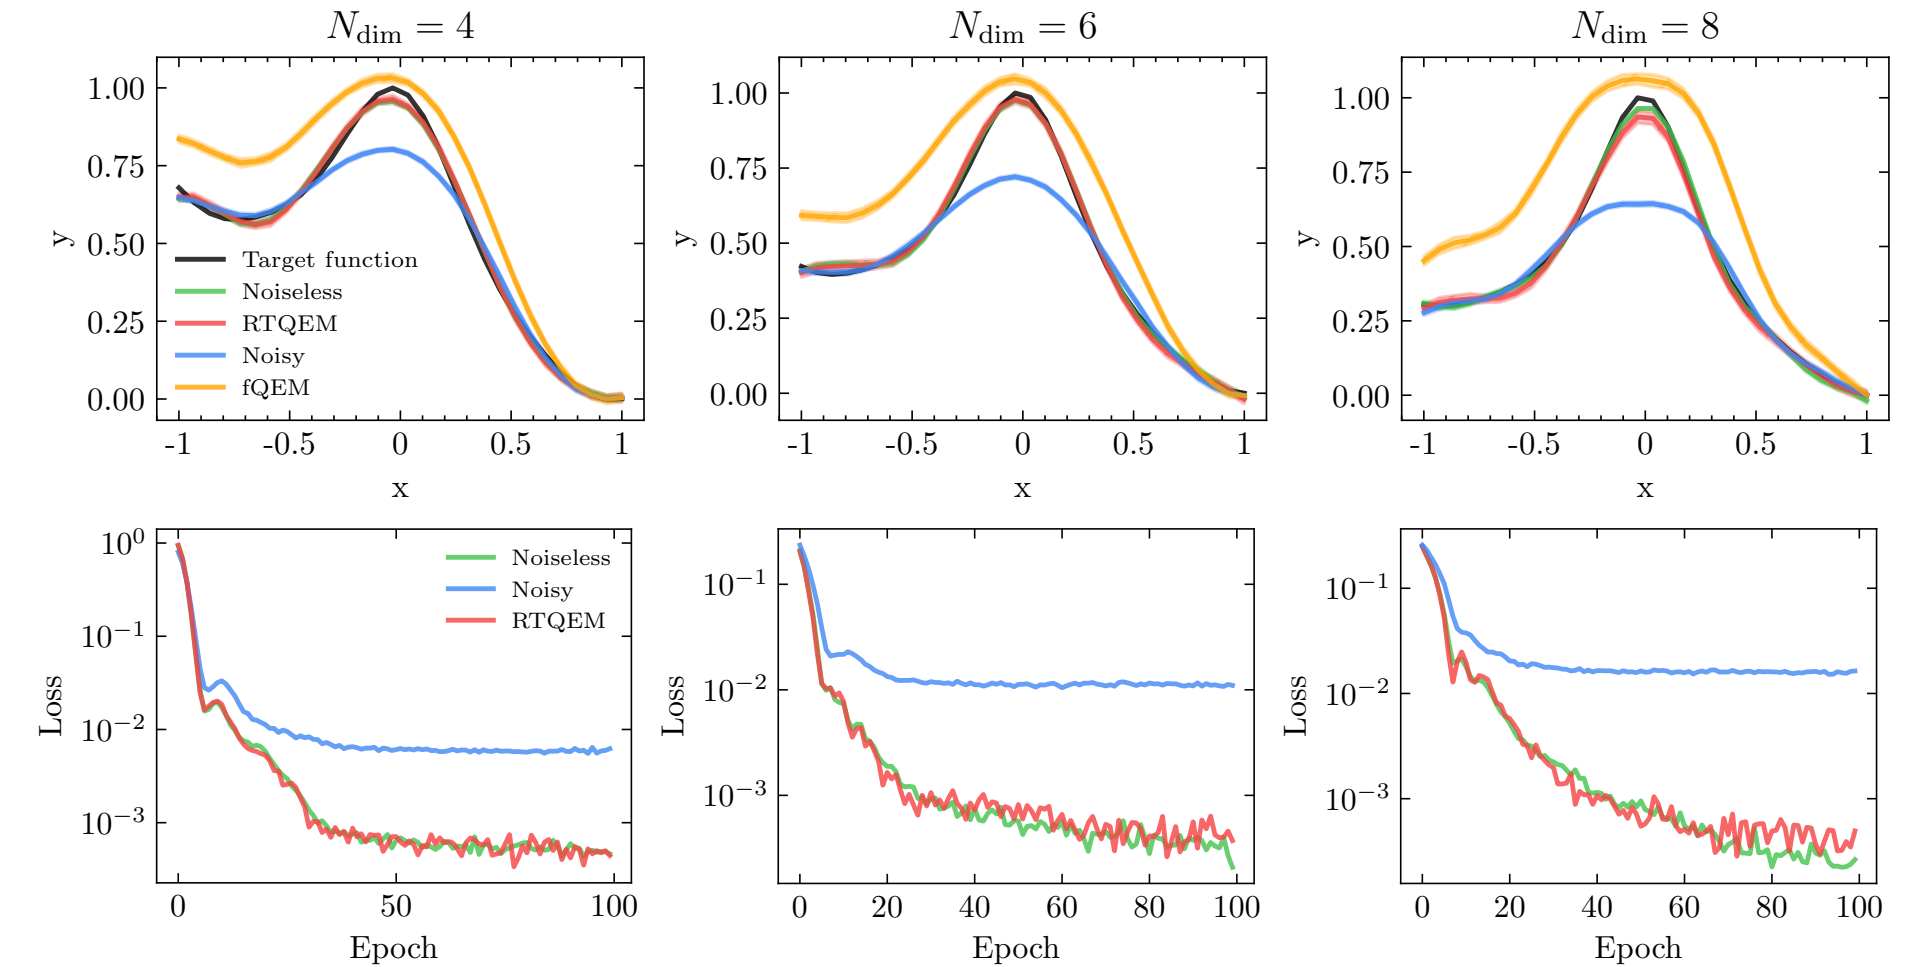 N_dim = 4
N_dim = 6
N_dim = 8
1.00
0.75
0.50
0.25
0.00
y
Target function
Noiseless
RTQEM
Noisy
fQEM
-1 -0.5 0 0.5 1
x
1.00
0.75
0.50
0.25
0.00
y
-1 -0.5 0 0.5 1
x
1.00
0.75
0.50
0.25
0.00
y
-1 -0.5 0 0.5 1
x
10⁰
10⁻¹
10⁻²
10⁻³
Loss
Noiseless
Noisy
RTQEM
0 50 100
Epoch
10⁻¹
10⁻²
10⁻³
Loss
0 20 40 60 80 100
Epoch
10⁻¹
10⁻²
10⁻³
Loss
0 20 40 60 80 100
Epoch